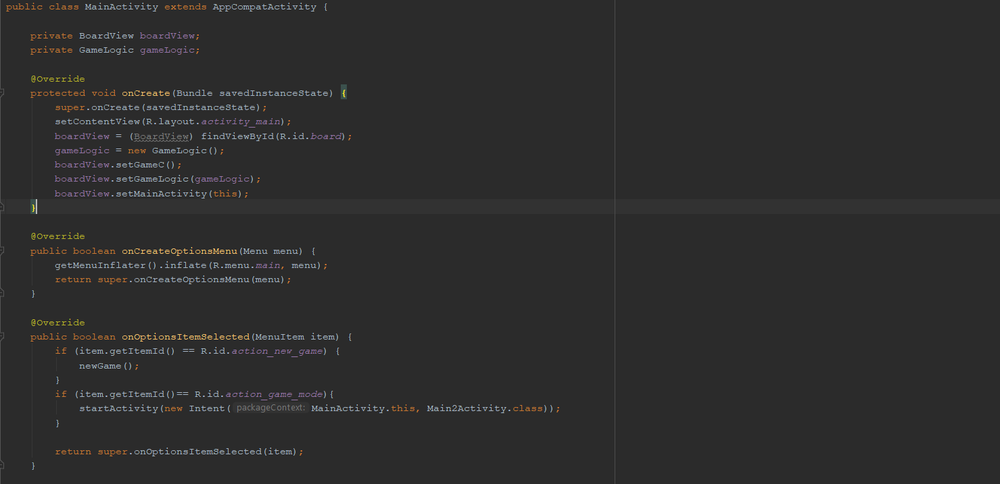 public class MainActivity extends AppCompatActivity {
private BoardView boardView;
private GameLogic gameLogic;
@Override
protected void onCreate(Bundle savedInstanceState) {
super.onCreate(savedInstanceState);
setContentView(R.layout.activity_main);
boardView = (BoardView) findViewById(R.id.board);
gameLogic = new GameLogic();
boardView.setGameC();
boardView.setGameLogic(gameLogic);
boardView.setMainActivity(this);
}
@Override
public boolean onCreateOptionsMenu(Menu menu) {
getMenuInflater().inflate(R.menu.main, menu);
return super.onCreateOptionsMenu(menu);
}
@Override
public boolean onOptionsItemSelected(MenuItem item) {
if (item.getItemId() == R.id.action_new_game) {
newGame();
}
if (item.getItemId()== R.id.action_game_mode){
startActivity(new Intent( packageContext: MainActivity.this, Main2Activity.class));
}
return super.onOptionsItemSelected(item);
}